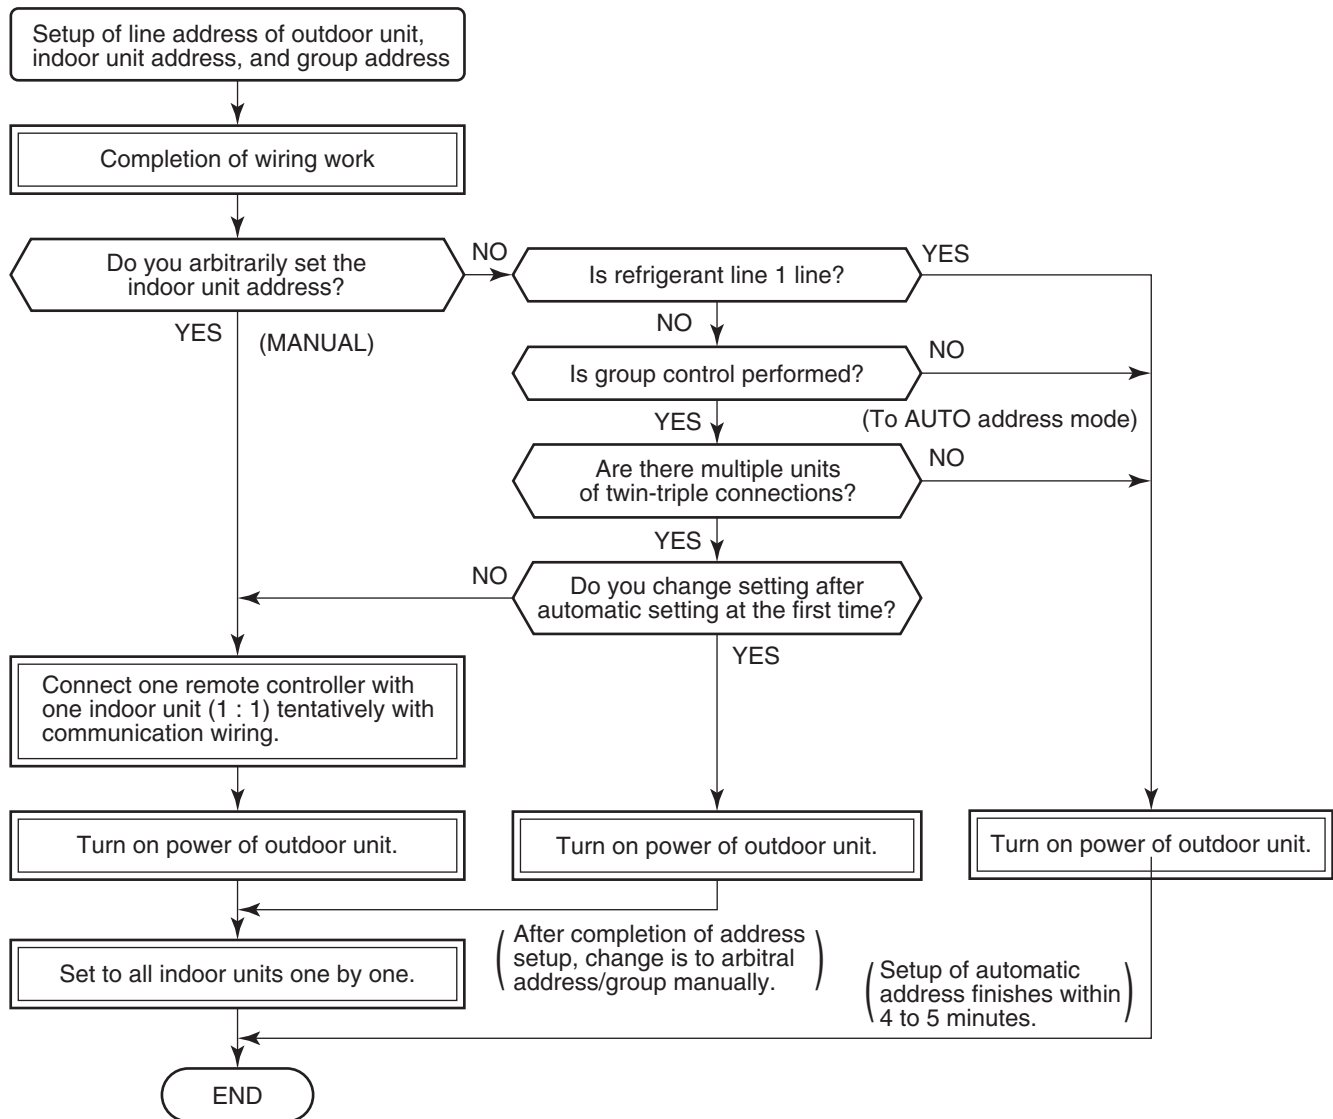 Setup of line address of outdoor unit,
indoor unit address, and group address
Completion of wiring work
Do you arbitrarily set the
indoor unit address?
NO
YES
(MANUAL)
Is refrigerant line 1 line?
YES
NO
Is group control performed?
NO
YES
(To AUTO address mode)
Are there multiple units
of twin-triple connections?
NO
YES
Do you change setting after
automatic setting at the first time?
NO
YES
Connect one remote controller with
one indoor unit (1 : 1) tentatively with
communication wiring.
Turn on power of outdoor unit.
Turn on power of outdoor unit.
Turn on power of outdoor unit.
(After completion of address
setup, change is to arbitral
address/group manually.)
Set to all indoor units one by one.
(Setup of automatic
address finishes within
4 to 5 minutes.)
END